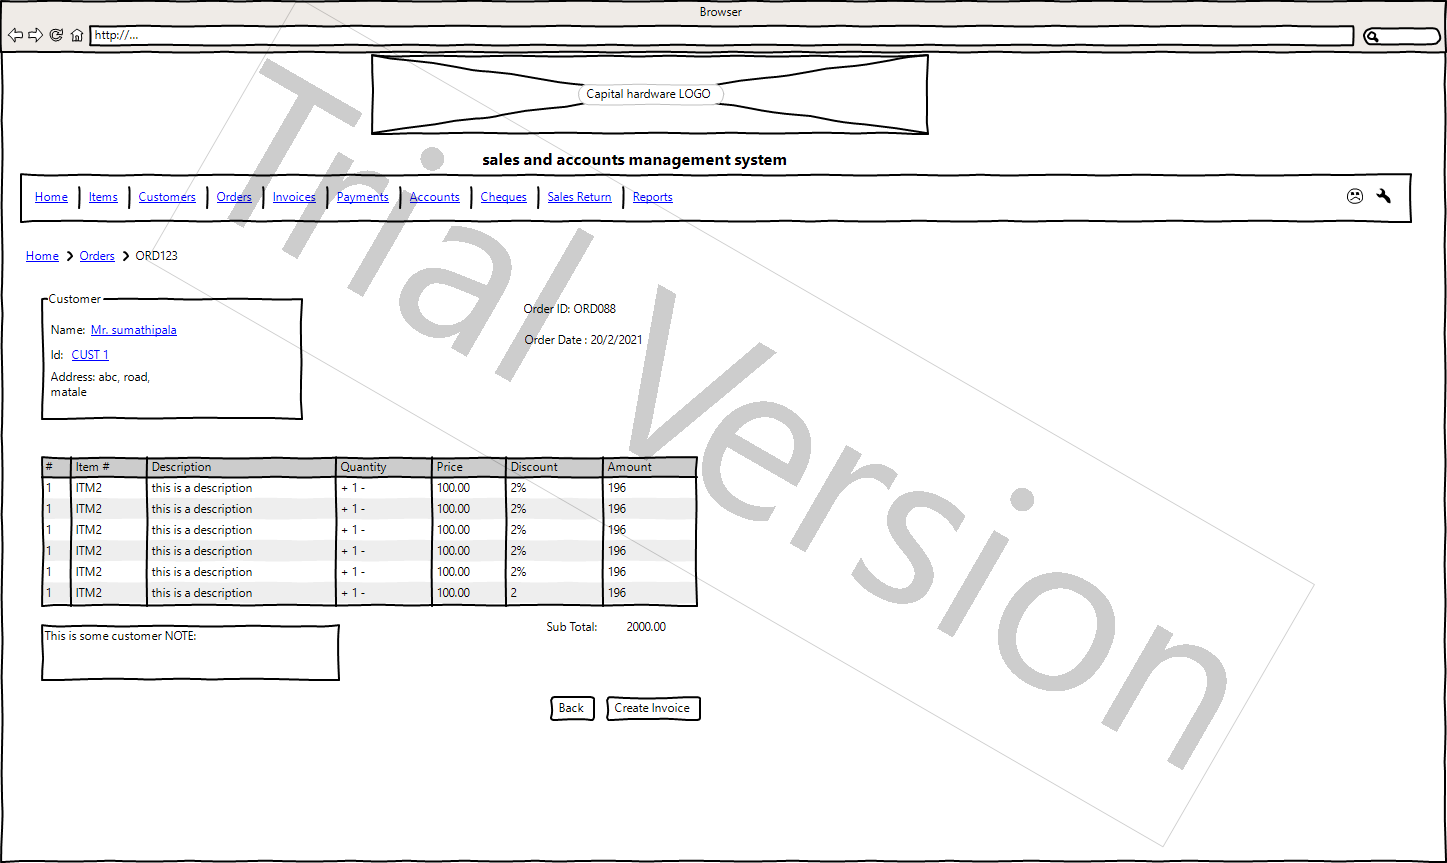 Browser
http://...
Capital hardware LOGO
sales and accounts management system
Home Items Customers Orders Invoices Payments Accounts Cheques Sales Return Reports
Home Orders ORD123
Customer
Name: Mr. sumathipala
Id: CUST 1
Address: abc, road,
matale
Order ID: ORD088
Order Date : 20/2/2021
# Item # Description Quantity Price Discount Amount
1 ITM2 this is a description + 1 - 100.00 2% 196
1 ITM2 this is a description + 1 - 100.00 2% 196
1 ITM2 this is a description + 1 - 100.00 2% 196
1 ITM2 this is a description + 1 - 100.00 2% 196
1 ITM2 this is a description + 1 - 100.00 2% 196
1 ITM2 this is a description + 1 - 100.00 2 196
This is some customer NOTE:
Sub Total: 2000.00
Back Create Invoice
Trial Version